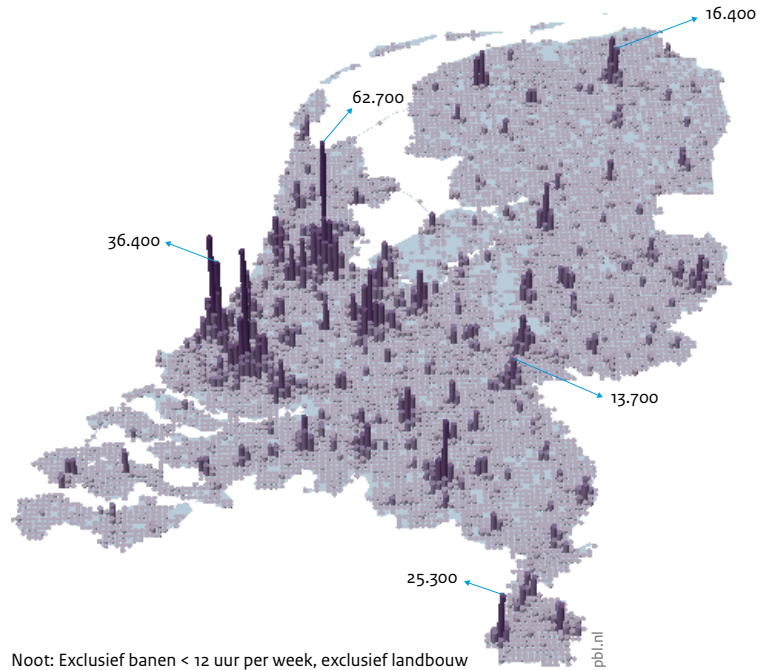 16.400
62.700
36.400
13.700
25.300
Noot: Exclusief banen < 12 uur per week, exclusief landbouw
pbl.nl